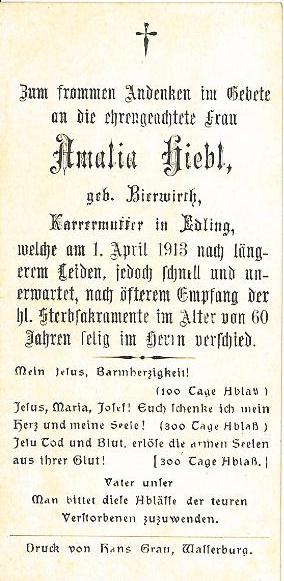 Zum frommen Andenken im Gebete
an die ehrengeachtete Frau
Amalia Hiebl,
geb. Bierwirth,
Karrermutter in Edling,
welche am 1. April 1913 nach läng-
erem Leiden, jedoch schnell und un-
erwartet, nach öfterem Empfang der
hl. Sterbsakramente im Alter von 60
Jahren selig im Herrn verschied.
Mein Jesus, Barmherzigkeit!
(100 Tage Ablaß)
Jesus, Maria, Josef! Euch schenke ich mein
Herz und meine Seele! (300 Tage Ablaß)
Jesu Tod und Blut, erlöse die armen Seelen
aus ihrer Glut! [300 Tage Ablaß.]
Vater unser
Man bittet diese Ablässe der teuren
Verstorbenen zuzuwenden.
Druck von Hans Grau, Wasserburg.